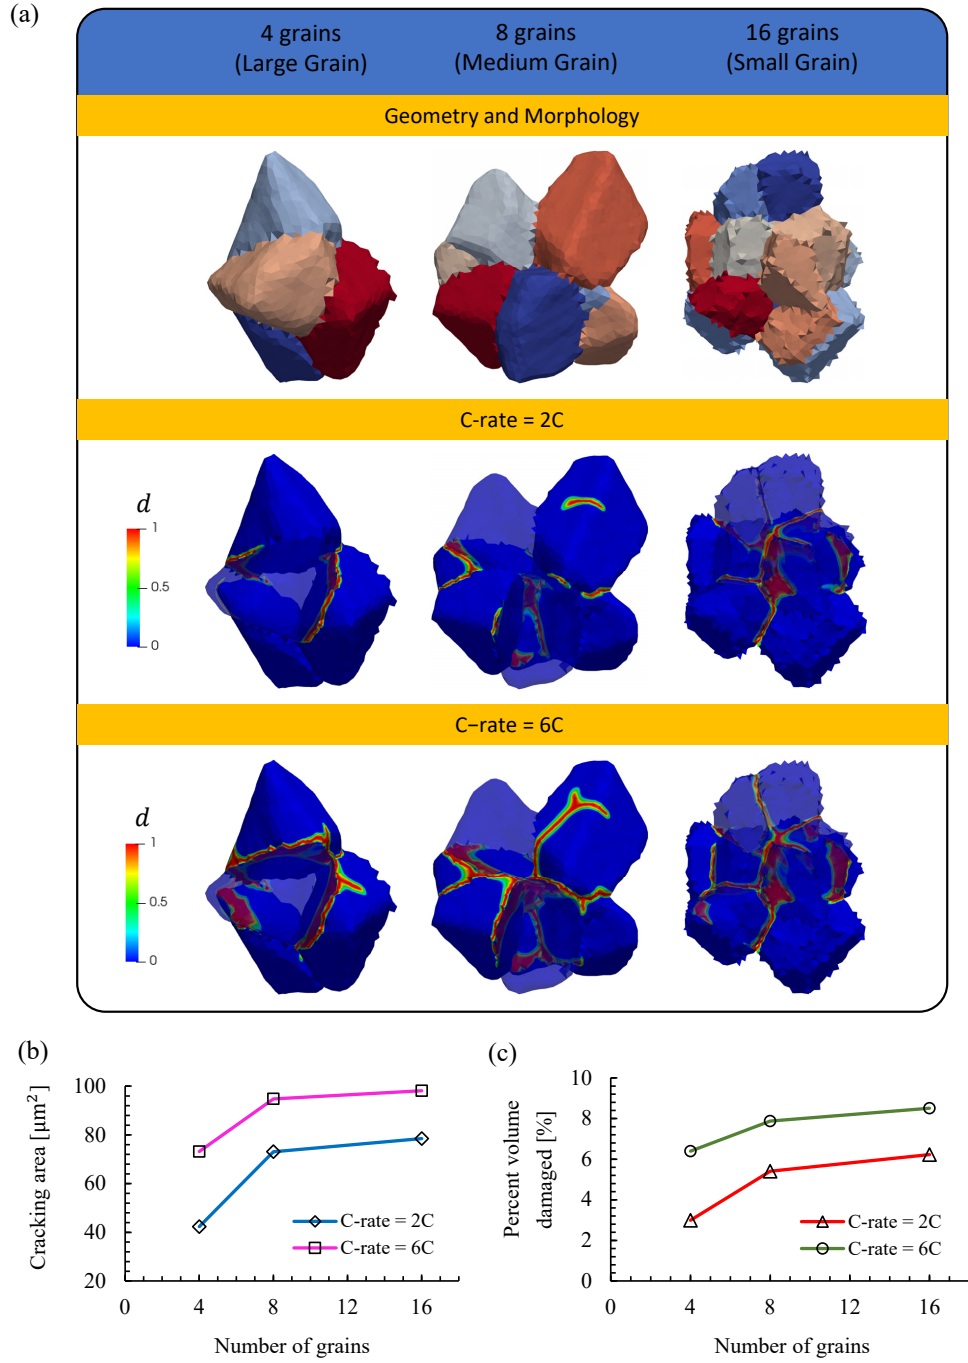 (a)
4 grains
(Large Grain)
8 grains
(Medium Grain)
16 grains
(Small Grain)
Geometry and Morphology
C-rate = 2C
d
1
0.5
0
C−rate = 6C
d
1
0.5
0
(b)
Cracking area [μm²]
100
80
60
40
20
0
4
8
12
16
C-rate = 2C
C-rate = 6C
Number of grains
(c)
Percent volume
damaged [%]
10
8
6
4
2
0
0
4
8
12
16
C-rate = 2C
C-rate = 6C
Number of grains